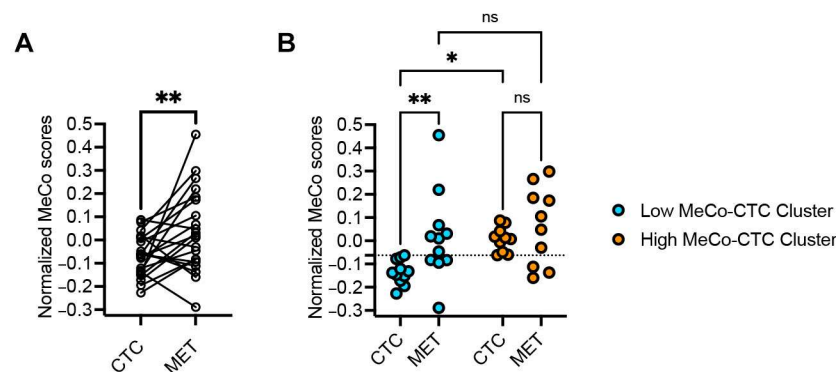 A
**
Normalized MeCo scores
0.5
0.4
0.3
0.2
0.1
0.0
−0.1
−0.2
−0.3
CTC
MET
B
ns
*
**
ns
Normalized MeCo scores
0.5
0.4
0.3
0.2
0.1
0.0
−0.1
−0.2
−0.3
CTC
MET
CTC
MET
Low MeCo-CTC Cluster
High MeCo-CTC Cluster